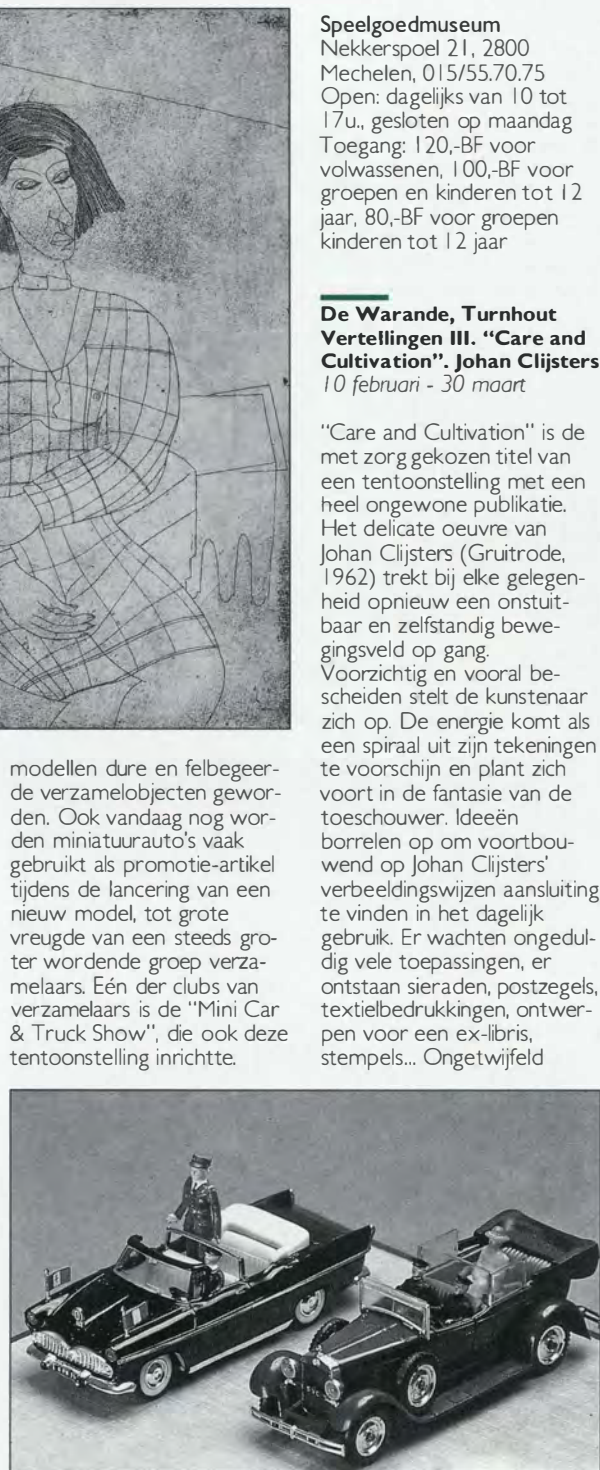 modellen dure en felbegeer-
de verzamelobjecten gewor-
den. Ook vandaag nog wor-
den miniatuurauto's vaak
gebruikt als promotie-artikel
tijdens de lancering van een
nieuw model, tot grote
vreugde van een steeds gro-
ter wordende groep verza-
melaars. Eén der clubs van
verzamelaars is de "Mini Car
& Truck Show", die ook deze
tentoonstelling inrichtte.
Speelgoedmuseum
Nekkerspoel 21, 2800
Mechelen, 015/55.70.75
Open: dagelijks van 10 tot
17u., gesloten op maandag
Toegang: 120,-BF voor
volwassenen, 100,-BF voor
groepen en kinderen tot 12
jaar, 80,-BF voor groepen
kinderen tot 12 jaar
De Warande, Turnhout
Vertellingen III. "Care and
Cultivation". Johan Clijsters
10 februari - 30 maart
"Care and Cultivation" is de
met zorg gekozen titel van
een tentoonstelling met een
heel ongewone publikatie.
Het delicate oeuvre van
Johan Clijsters (Gruitrode,
1962) trekt bij elke gelegen-
heid opnieuw een onstuit-
baar en zelfstandig bewe-
gingsveld op gang.
Voorzichtig en vooral be-
scheiden stelt de kunstenaar
zich op. De energie komt als
een spiraal uit zijn tekeningen
te voorschijn en plant zich
voort in de fantasie van de
toeschouwer. Ideeën
borrelen op om voortbou-
wend op Johan Clijsters'
verbeeldingswijzen aansluiting
te vinden in het dagelijk
gebruik. Er wachten ongedul-
dig vele toepassingen, er
ontstaan sieraden, postzegels,
textielbedrukkingen, ontwer-
pen voor een ex-libris,
stempels... Ongetwijfeld